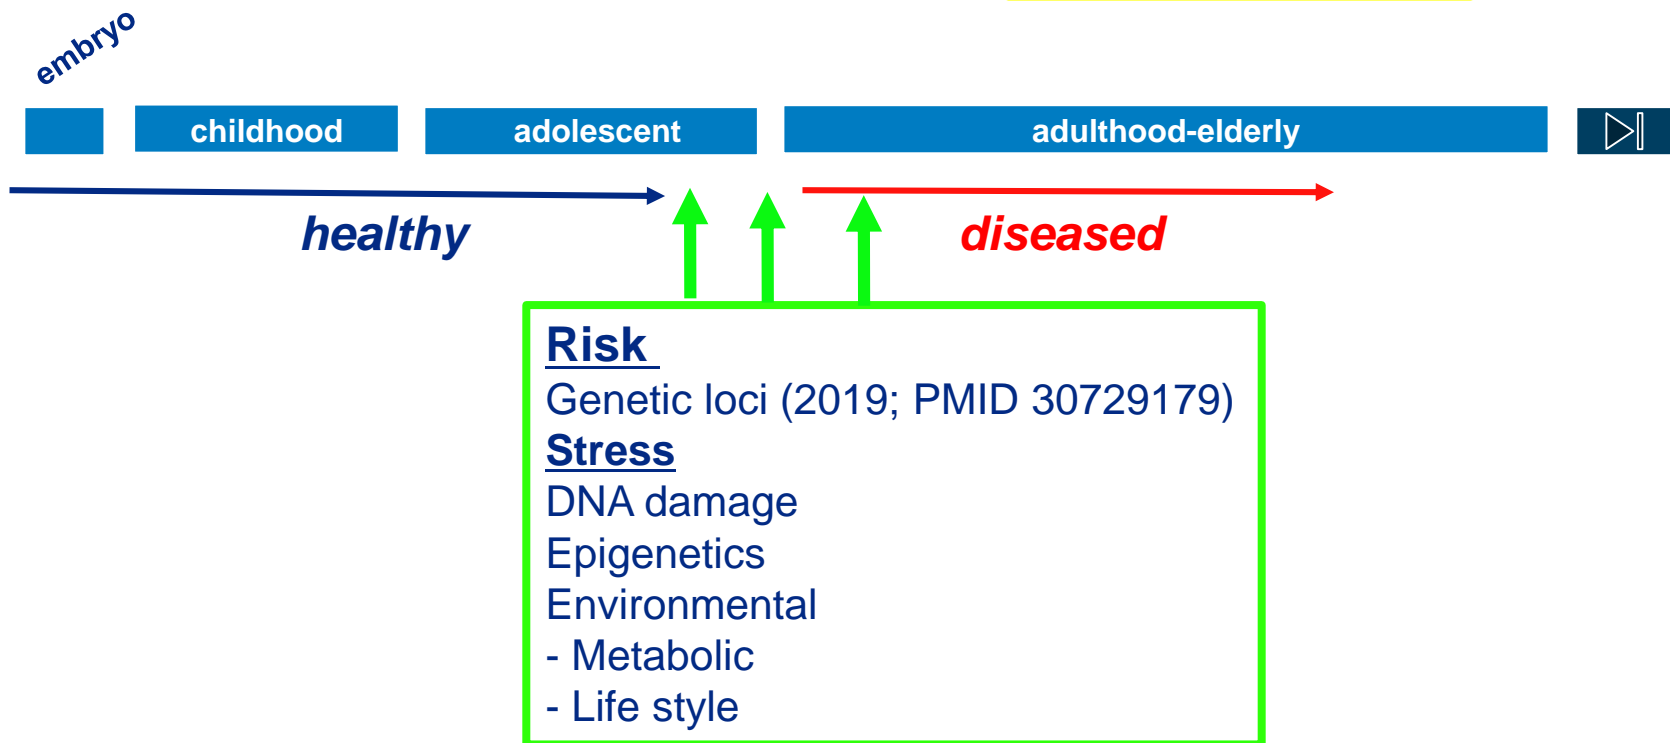 embryo
childhood
adolescent
adulthood-elderly
healthy
diseased
Risk
Genetic loci (2019; PMID 30729179)
Stress
DNA damage
Epigenetics
Environmental
- Metabolic
- Life style